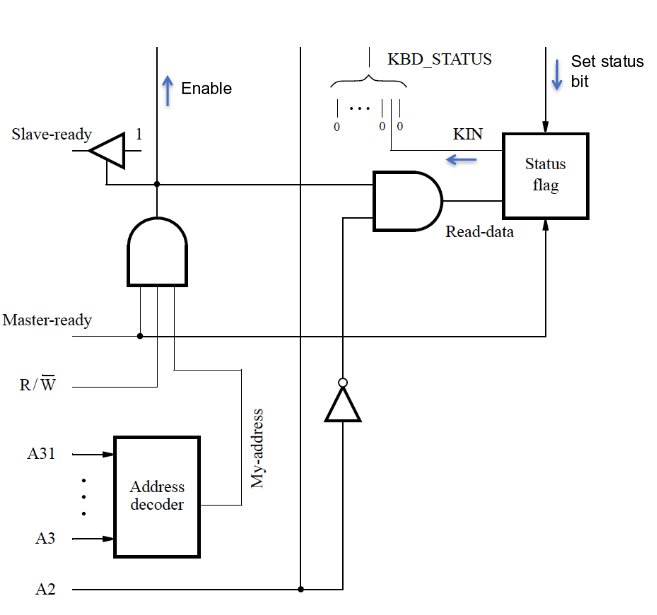 KBD_STATUS
Set status
bit
Enable
Slave-ready
1
0
0
0
KIN
Status
flag
Read-data
Master-ready
R/W̅
My-address
A31
Address
decoder
A3
A2